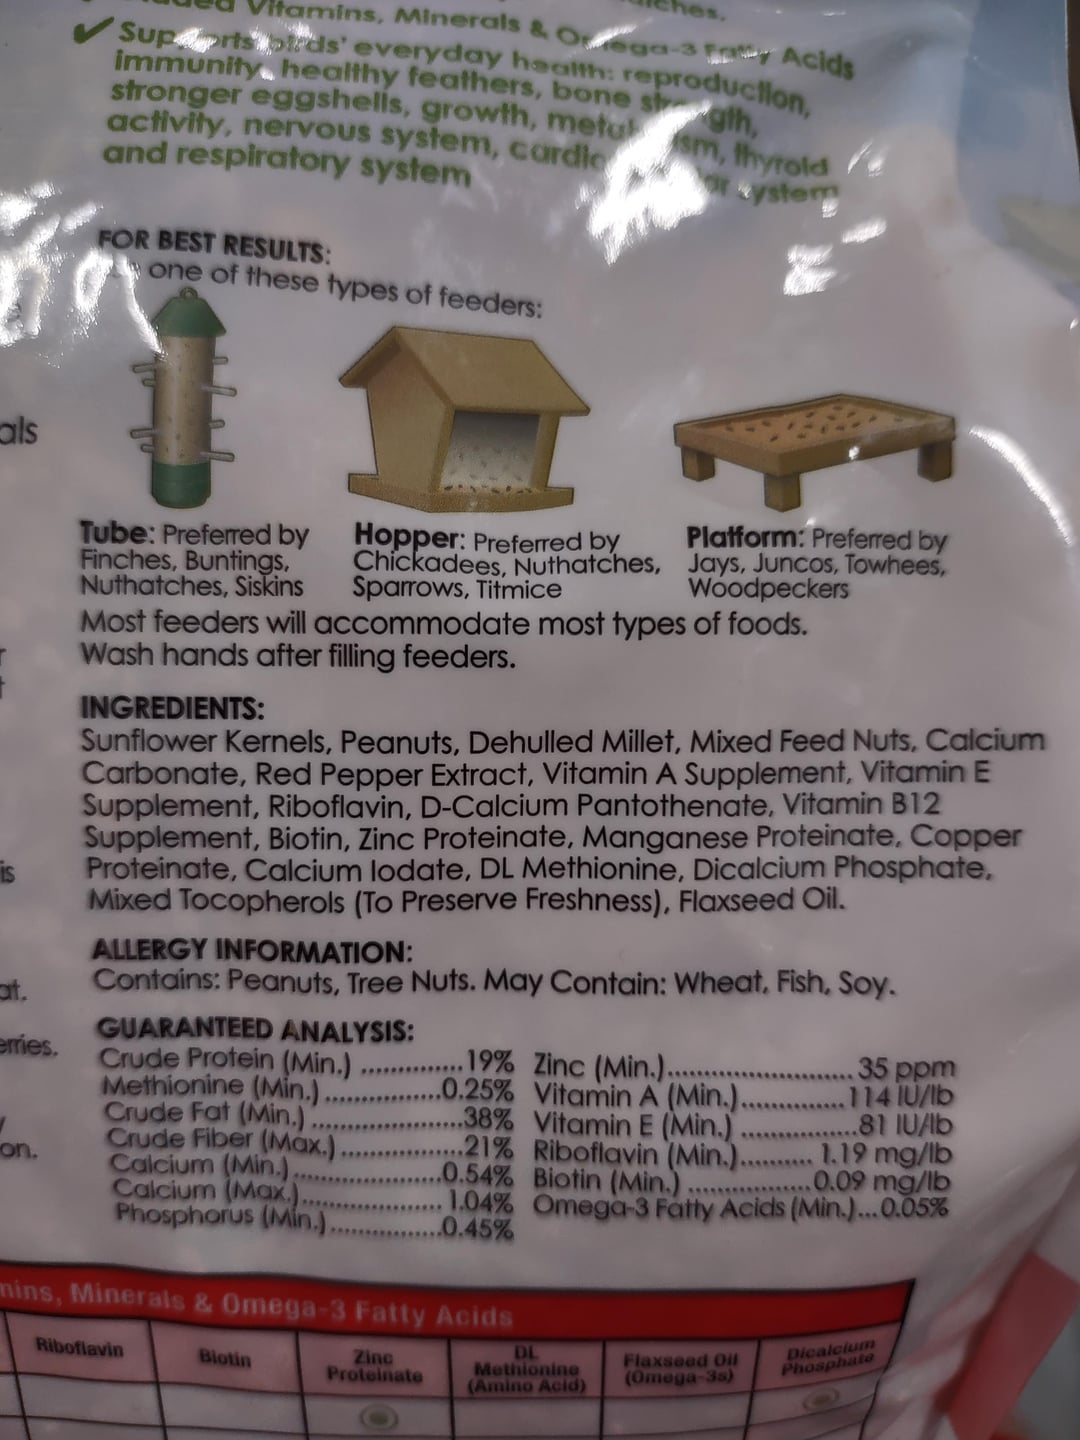 Vitamins, Minerals & Omega-3 Fatty Acids
✓ Supports birds' everyday health: reproduction,
immunity, healthy feathers, bone strength,
stronger eggshells, growth, metabolism, thyroid
activity, nervous system, system
and respiratory system
FOR BEST RESULTS:
one of these types of feeders:
Tube: Preferred by
Finches, Buntings,
Nuthatches, Siskins
Hopper: Preferred by
Chickadees, Nuthatches,
Sparrows, Titmice
Platform: Preferred by
Jays, Juncos, Towhees,
Woodpeckers
Most feeders will accommodate most types of foods.
Wash hands after filling feeders.
INGREDIENTS:
Sunflower Kernels, Peanuts, Dehulled Millet, Mixed Feed Nuts, Calcium
Carbonate, Red Pepper Extract, Vitamin A Supplement, Vitamin E
Supplement, Riboflavin, D-Calcium Pantothenate, Vitamin B12
Supplement, Biotin, Zinc Proteinate, Manganese Proteinate, Copper
Proteinate, Calcium Iodate, DL Methionine, Dicalcium Phosphate,
Mixed Tocopherols (To Preserve Freshness), Flaxseed Oil.
ALLERGY INFORMATION:
Contains: Peanuts, Tree Nuts. May Contain: Wheat, Fish, Soy.
GUARANTEED ANALYSIS:
Crude Protein (Min.) ..............19%
Methionine (Min.) ................0.25%
Crude Fat (Min.) .....................38%
Crude Fiber (Max.) .................21%
Calcium (Min.) .....................0.54%
Calcium (Max.) .................... 1.04%
Phosphorus (Min.) ................0.45%
Zinc (Min.)............................ 35 ppm
Vitamin A (Min.)............... 114 IU/lb
Vitamin E (Min.) .................81 IU/lb
Riboflavin (Min.).......... 1.19 mg/lb
Biotin (Min.) .................0.09 mg/lb
Omega-3 Fatty Acids (Min.)...0.05%
Minerals & Omega-3 Fatty Acids
Riboflavin
Biotin
Zinc
Proteinate
DL
Methionine
(Amino Acid)
Flaxseed Oil
(Omega-3s)
Dicalcium
Phosphate